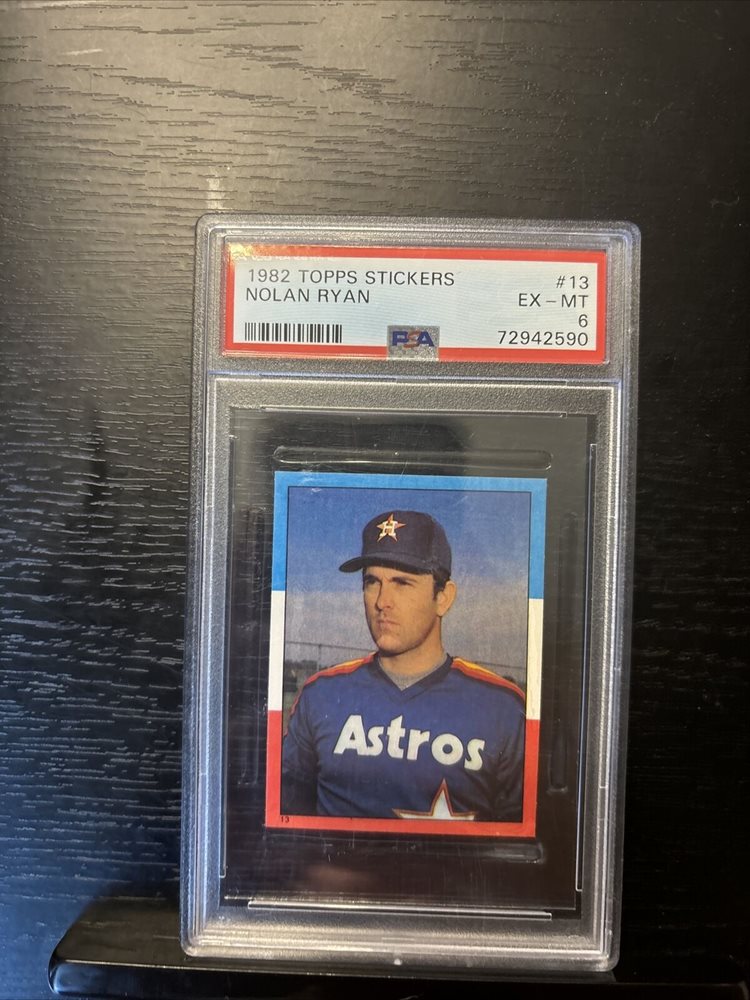 1982 TOPPS STICKERS #13
NOLAN RYAN EX - MT
6
PSA 72942590
H
Astros
13